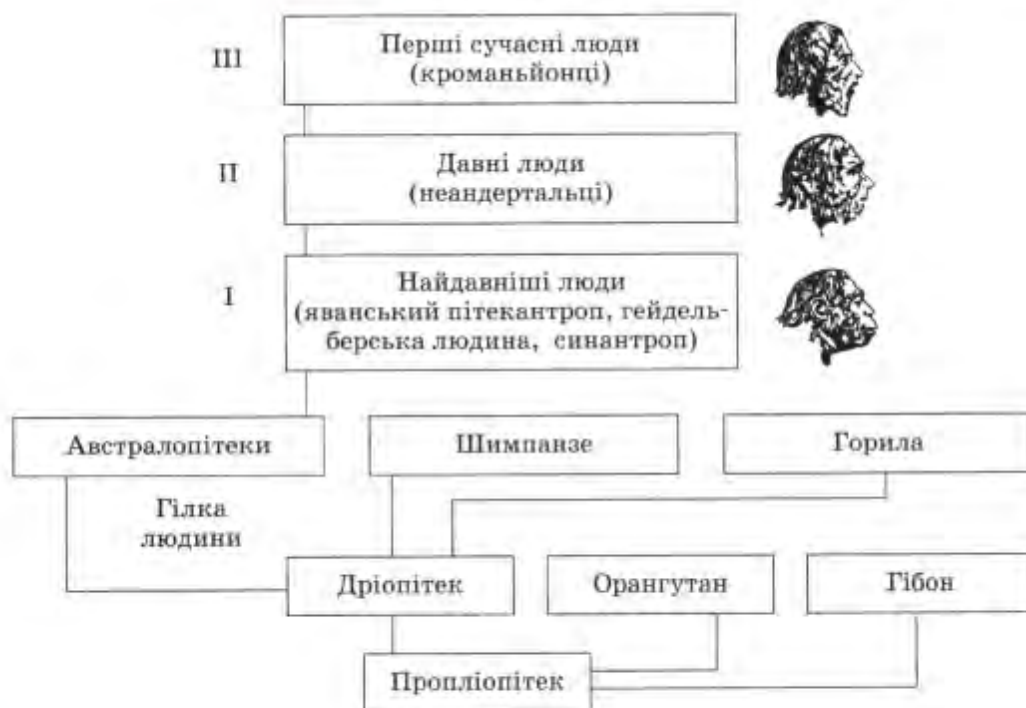 III
Перші сучасні люди
(кроманьйонці)
II
Давні люди
(неандертальці)
I
Найдавніші люди
(яванський пітекантроп, гейдель-
берська людина, синантроп)
Австралопітеки
Шимпанзе
Горила
Гілка
людини
Дріопітек
Орангутан
Гібон
Пропліопітек